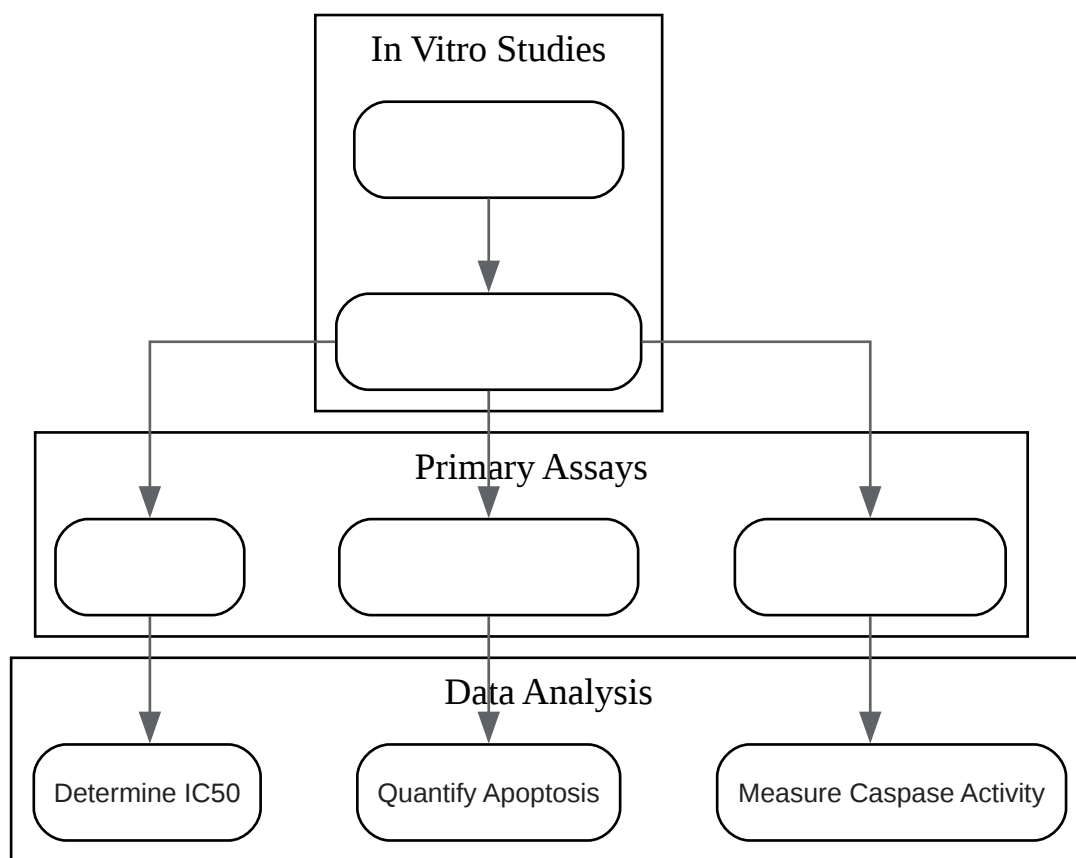 In Vitro Studies
Primary Assays
Data Analysis
Determine IC50
Quantify Apoptosis
Measure Caspase Activity